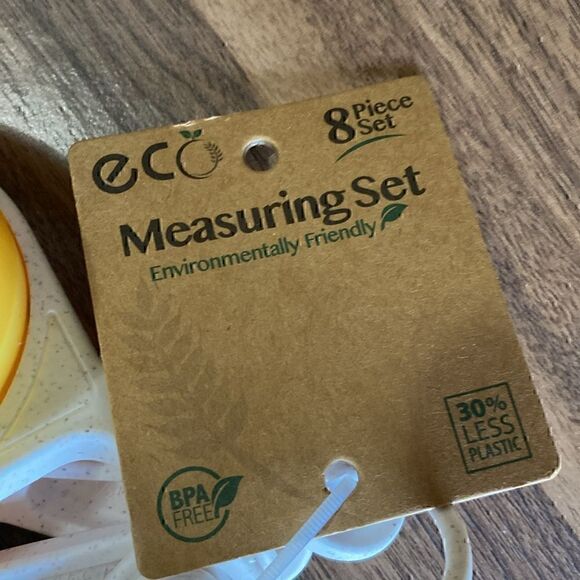 eco
8 Piece
Set
Measuring Set
Environmentally Friendly
30%
LESS
PLASTIC
BPA
FREE